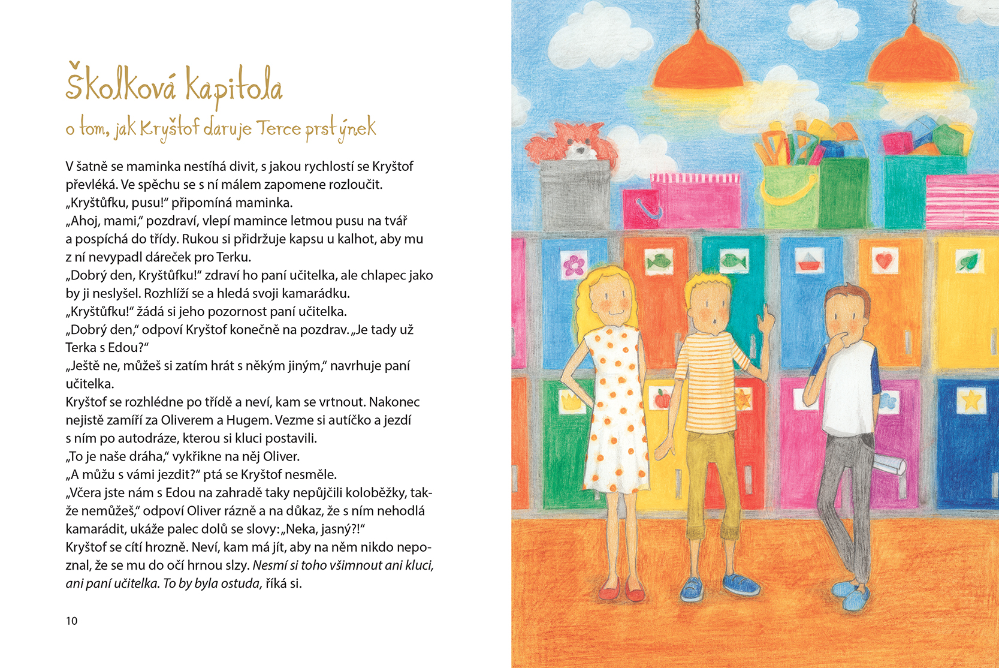 Školková kapitola
o tom, jak Kryštof daruje Terce prstýnek
V šatně se maminka nestíhá divit, s jakou rychlostí se Kryštof
převléká. Ve spěchu se s ní málem zapomene rozloučit.
„Kryštůfku, pusu!“ připomíná maminka.
„Ahoj, mami,“ pozdraví, vlepí mamince letmou pusu na tvář
a pospíchá do třídy. Rukou si přidržuje kapsu u kalhot, aby mu
z ní nevypadl dáreček pro Terku.
„Dobrý den, Kryštůfku!“ zdraví ho paní učitelka, ale chlapec jako
by ji neslyšel. Rozhlíží se a hledá svoji kamarádku.
„Kryštůfku!“ žádá si jeho pozornost paní učitelka.
„Dobrý den,“ odpoví Kryštof konečně na pozdrav. „Je tady už
Terka s Edou?“
„Ještě ne, můžeš si zatím hrát s někým jiným,“ navrhuje paní
učitelka.
Kryštof se rozhlédne po třídě a neví, kam se vrtnout. Nakonec
nejistě zamíří za Oliverem a Hugem. Vezme si autíčko a jezdí
s ním po autodráze, kterou si kluci postavili.
„To je naše dráha,“ vykřikne na něj Oliver.
„A můžu s vámi jezdit?“ ptá se Kryštof nesměle.
„Včera jste nám s Edou na zahradě taky nepůjčili koloběžky, tak-
že nemůžeš,“ odpoví Oliver rázně a na důkaz, že s ním nehodlá
kamarádit, ukáže palec dolů se slovy: „Neka, jasný?!“
Kryštof se cítí hrozně. Neví, kam má jít, aby na něm nikdo nepo-
znal, že se mu do očí hrnou slzy. Nesmí si toho všimnout ani kluci,
ani paní učitelka. To by byla ostuda, říká si.
10